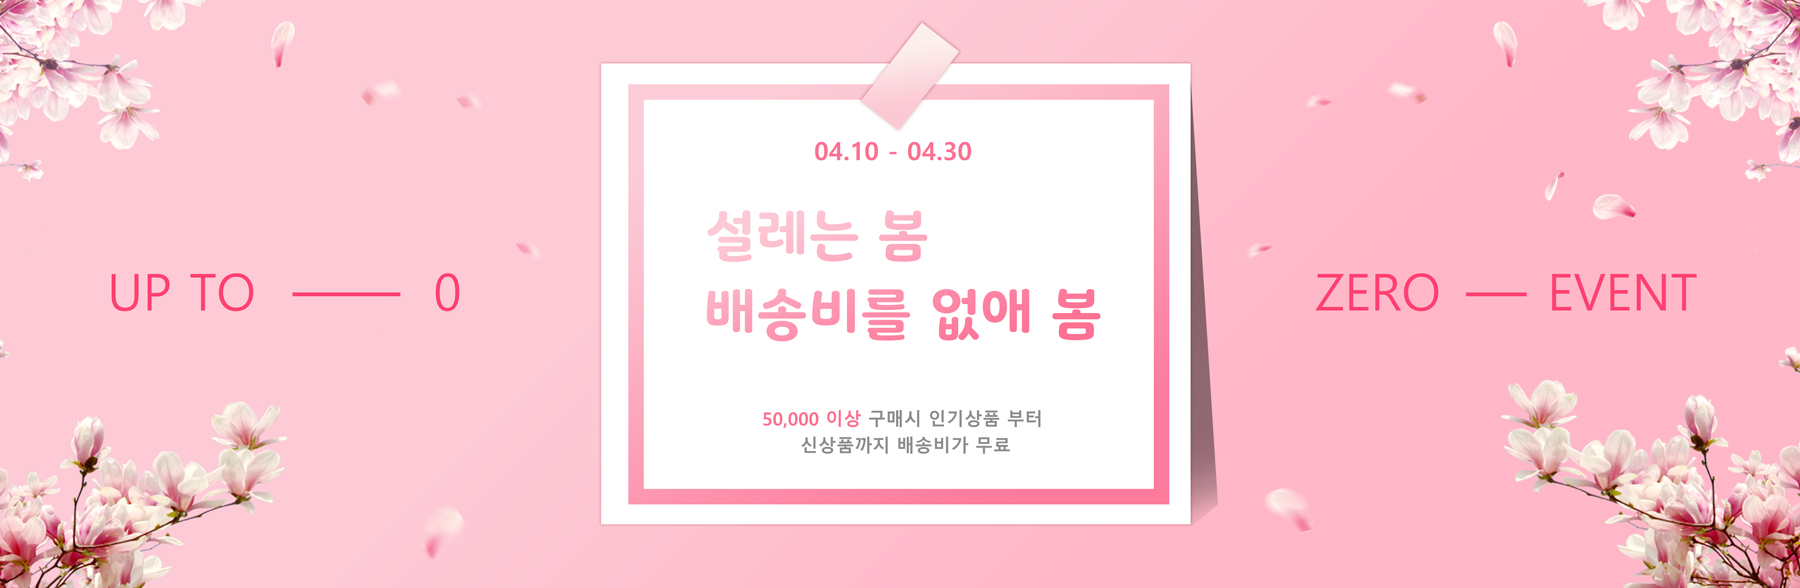 04.10 - 04.30
설레는 봄
배송비를 없애 봄
UP TO — 0
ZERO — EVENT
50,000 이상 구매시 인기상품 부터
신상품까지 배송비가 무료